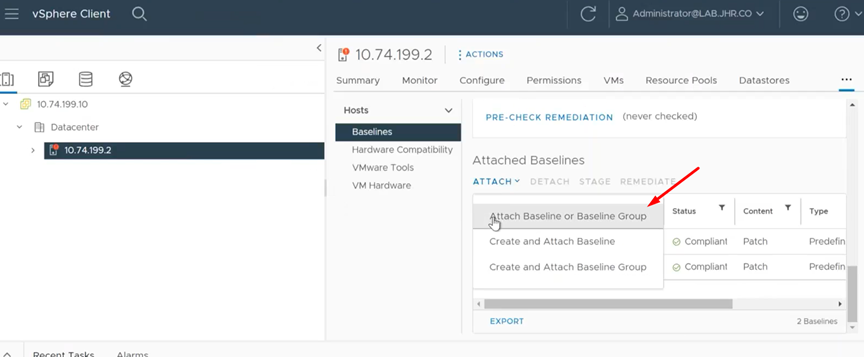 vSphere Client
Administrator@LAB.JHR.CO
10.74.199.10
Datacenter
10.74.199.2
10.74.199.2
ACTIONS
Summary Monitor Configure Permissions VMs Resource Pools Datastores
Hosts
Baselines
Hardware Compatibility
VMware Tools
VM Hardware
PRE-CHECK REMEDIATION (never checked)
Attached Baselines
ATTACH DETACH STAGE REMEDIATE
Attach Baseline or Baseline Group
Create and Attach Baseline
Create and Attach Baseline Group
Status Content Type
Compliant Patch Predefin
Compliant Patch Predefin
EXPORT 2 Baselines
Recent Tasks Alarms